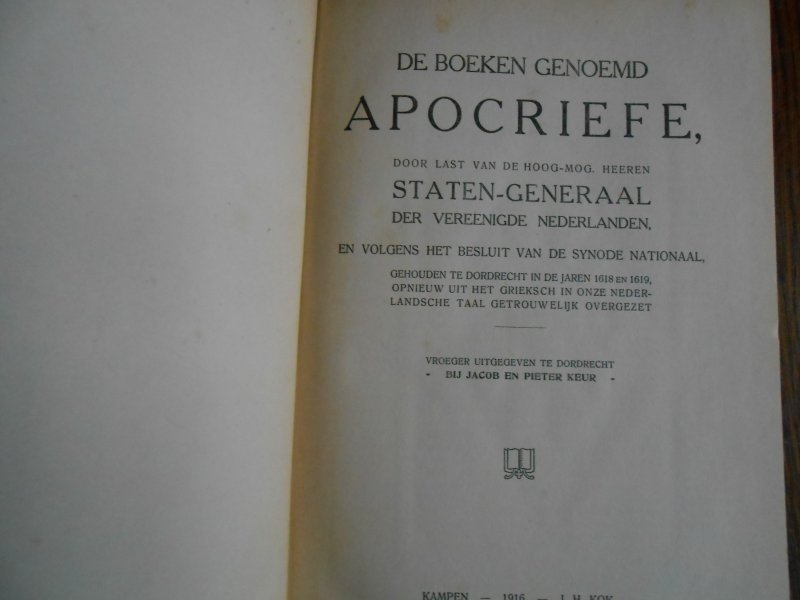 DE BOEKEN GENOEMD
APOCRIEFE,
DOOR LAST VAN DE HOOG-MOG. HEEREN
STATEN-GENERAAL
DER VEREENIGDE NEDERLANDEN,
EN VOLGENS HET BESLUIT VAN DE SYNODE NATIONAAL,
GEHOUDEN TE DORDRECHT IN DE JAREN 1618 EN 1619,
OPNIEUW UIT HET GRIEKSCH IN ONZE NEDER-
LANDSCHE TAAL GETROUWELIJK OVERGEZET
VROEGER UITGEGEVEN TE DORDRECHT
- BIJ JACOB EN PIETER KEUR -
KAMPEN — 1916 — J. H. KOK